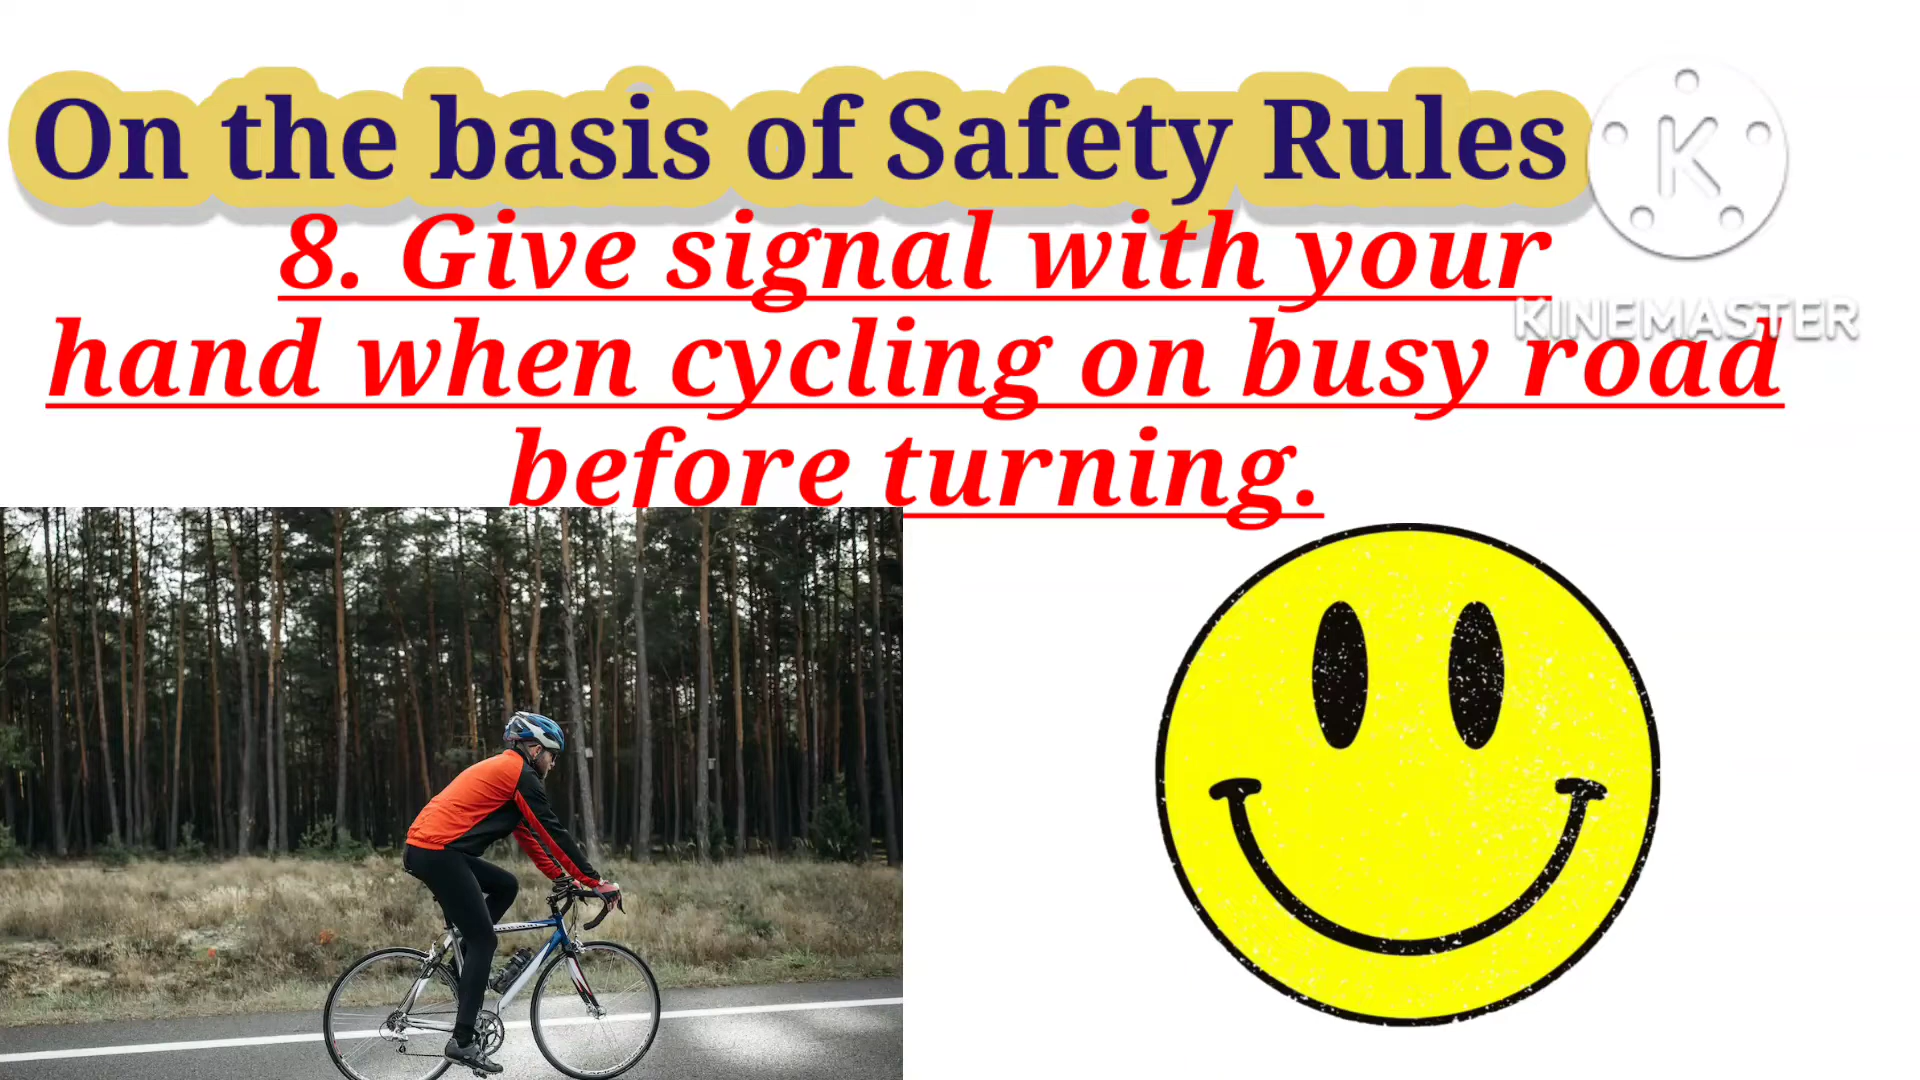 On the basis of Safety Rules
8. Give signal with your
hand when cycling on busy road
before turning.
K
KINEMASTER